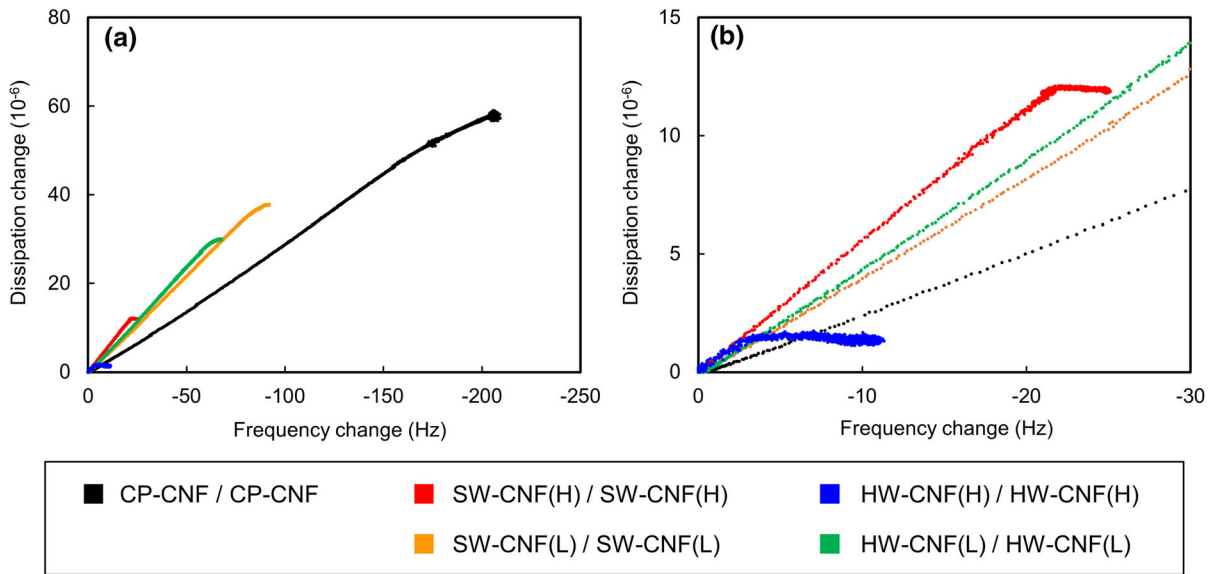 (a)
80
60
40
20
0
0 -50 -100 -150 -200 -250
Dissipation change (10⁻⁶)
Frequency change (Hz)
(b)
15
10
5
0
0 -10 -20 -30
Dissipation change (10⁻⁶)
Frequency change (Hz)
CP-CNF / CP-CNF SW-CNF(H) / SW-CNF(H) HW-CNF(H) / HW-CNF(H)
SW-CNF(L) / SW-CNF(L) HW-CNF(L) / HW-CNF(L)